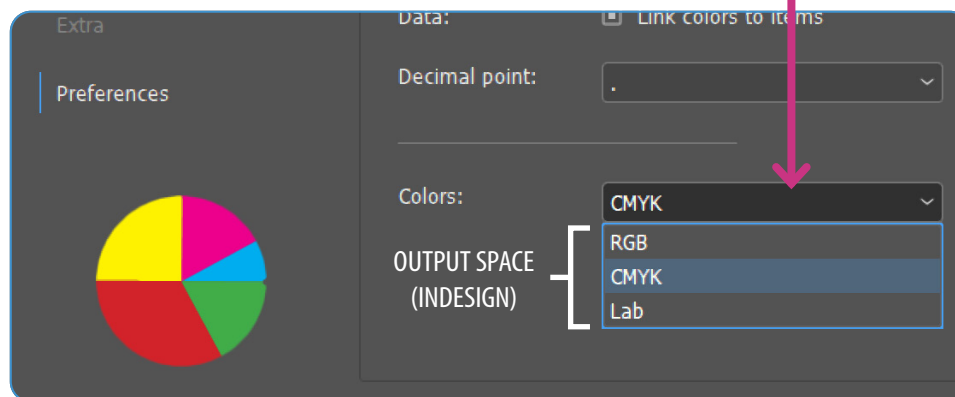 Extra
Preferences
Data:
Link colors to items
Decimal point:
.
Colors:
CMYK
RGB
CMYK
Lab
OUTPUT SPACE
(INDESIGN)